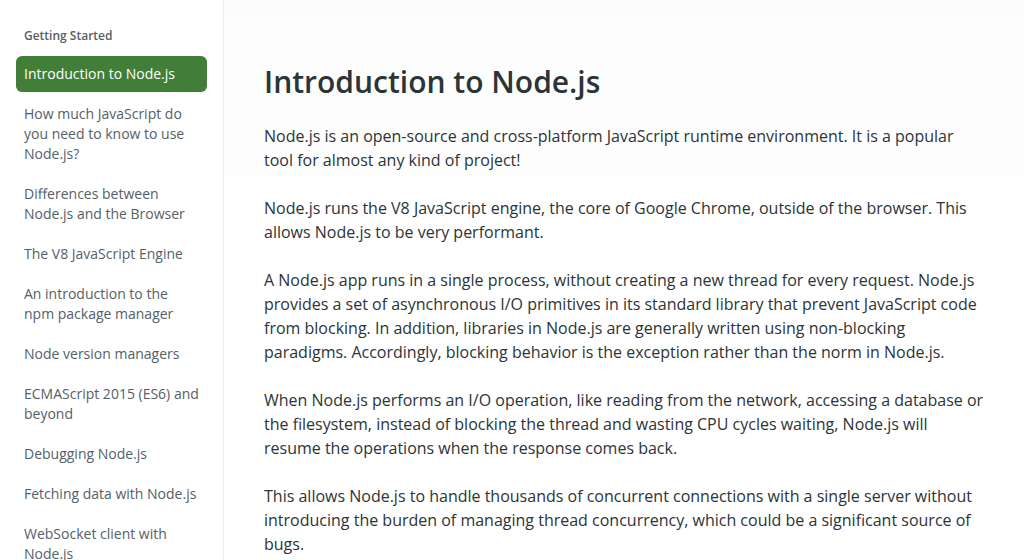 Getting Started
Introduction to Node.js
How much JavaScript do
you need to know to use
Node.js?
Differences between
Node.js and the Browser
The V8 JavaScript Engine
An introduction to the
npm package manager
Node version managers
ECMAScript 2015 (ES6) and
beyond
Debugging Node.js
Fetching data with Node.js
WebSocket client with
Node.js
Introduction to Node.js
Node.js is an open-source and cross-platform JavaScript runtime environment. It is a popular
tool for almost any kind of project!
Node.js runs the V8 JavaScript engine, the core of Google Chrome, outside of the browser. This
allows Node.js to be very performant.
A Node.js app runs in a single process, without creating a new thread for every request. Node.js
provides a set of asynchronous I/O primitives in its standard library that prevent JavaScript code
from blocking. In addition, libraries in Node.js are generally written using non-blocking
paradigms. Accordingly, blocking behavior is the exception rather than the norm in Node.js.
When Node.js performs an I/O operation, like reading from the network, accessing a database or
the filesystem, instead of blocking the thread and wasting CPU cycles waiting, Node.js will
resume the operations when the response comes back.
This allows Node.js to handle thousands of concurrent connections with a single server without
introducing the burden of managing thread concurrency, which could be a significant source of
bugs.